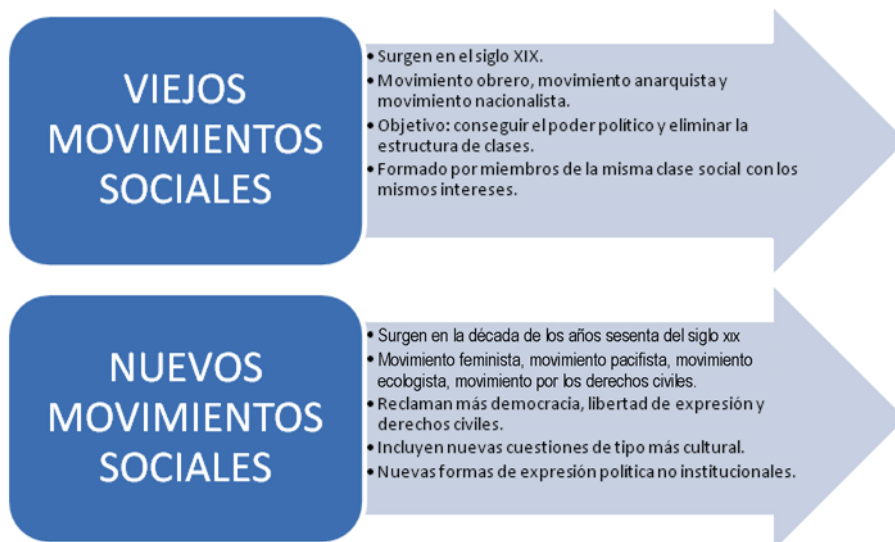 VIEJOS
MOVIMIENTOS
SOCIALES
• Surgen en el siglo XIX.
• Movimiento obrero, movimiento anarquista y
movimiento nacionalista.
• Objetivo: conseguir el poder político y eliminar la
estructura de clases.
• Formado por miembros de la misma clase social con los
mismos intereses.
NUEVOS
MOVIMIENTOS
SOCIALES
• Surgen en la década de los años sesenta del siglo XIX
• Movimiento feminista, movimiento pacifista, movimiento
ecologista, movimiento por los derechos civiles.
• Reclaman más democracia, libertad de expresión y
derechos civiles.
• Incluyen nuevas cuestiones de tipo más cultural.
• Nuevas formas de expresión política no institucionales.